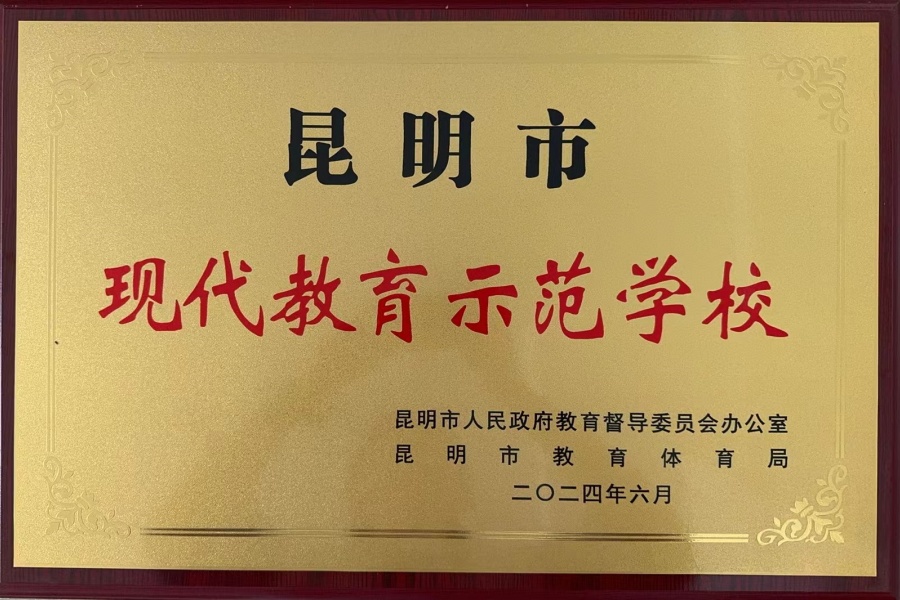 昆明市
现代教育示范学校
昆明市人民政府教育督导委员会办公室
昆明市教育体育局
二〇二四年六月